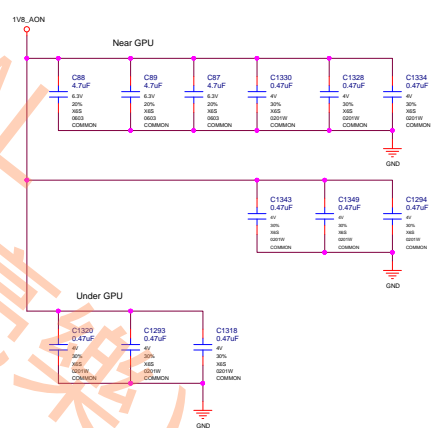 1V8_AON
Near GPU
C88 C89 C87 C1330 C1328 C1334
4.7uF 4.7uF 4.7uF 0.47uF 0.47uF 0.47uF
6.3V 6.3V 6.3V 4V 4V 4V
20% 20% 20% 30% 30% 30%
X6S X6S X6S X6S X6S X6S
0603 0603 0603 0201W 0201W 0201W
COMMON COMMON COMMON COMMON COMMON COMMON
GND
C1343 C1349 C1294
0.47uF 0.47uF 0.47uF
4V 4V 4V
30% 30% 30%
X6S X6S X6S
0201W 0201W 0201W
COMMON COMMON COMMON
GND
Under GPU
C1320 C1293 C1318
0.47uF 0.47uF 0.47uF
4V 4V 4V
30% 30% 30%
X6S X6S X6S
0201W 0201W 0201W
COMMON COMMON COMMON
GND